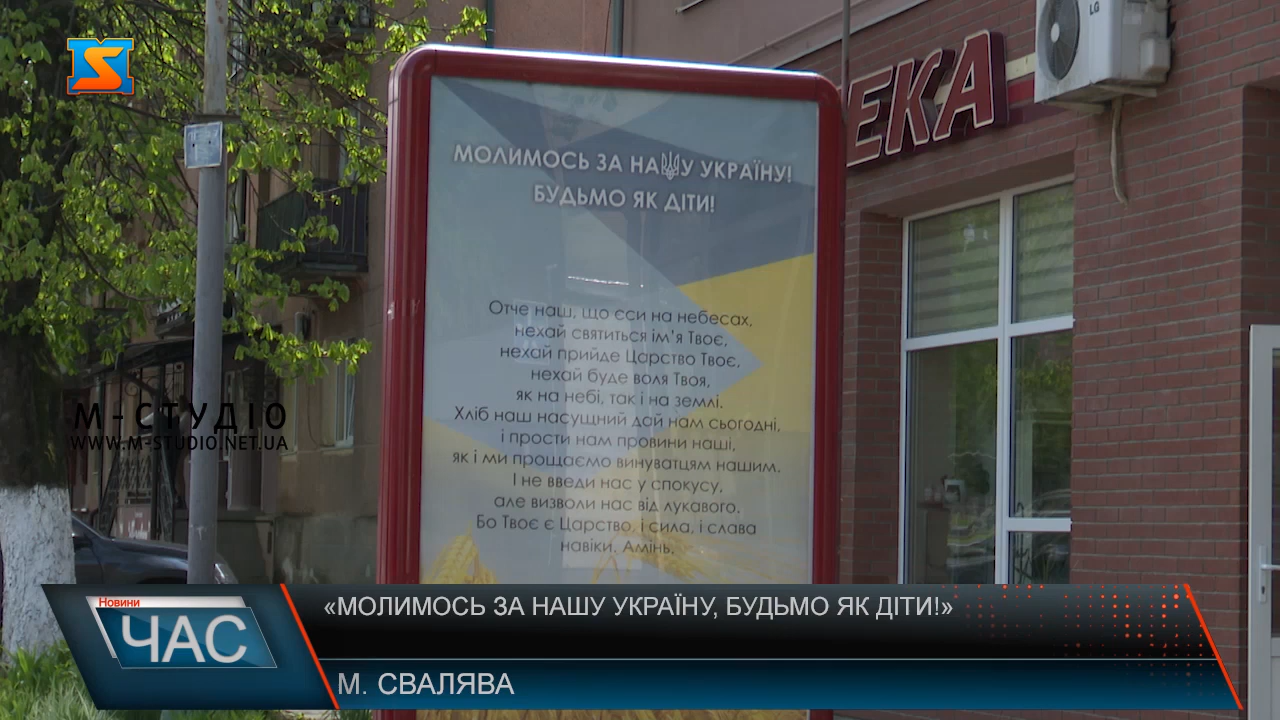 LG
ЕКА
МОЛИМОСЬ ЗА НАШУ УКРАЇНУ!
БУДЬМО ЯК ДІТИ!
Отче наш, що єси на небесах,
нехай святиться ім'я Твоє,
нехай прийде Царство Твоє,
нехай буде воля Твоя,
як на небі, так і на землі.
Хліб наш насущний дай нам сьогодні,
і прости нам провини наші,
як і ми прощаємо винуватцям нашим.
І не введи нас у спокусу,
але визволи нас від лукавого.
Бо Твоє є Царство, і сила, і слава
навіки. Амінь.
М-СТУДІО
WWW.M-STUDIO.NET.UA
Новини
ЧАС
«МОЛИМОСЬ ЗА НАШУ УКРАЇНУ, БУДЬМО ЯК ДІТИ!»
М. СВАЛЯВА